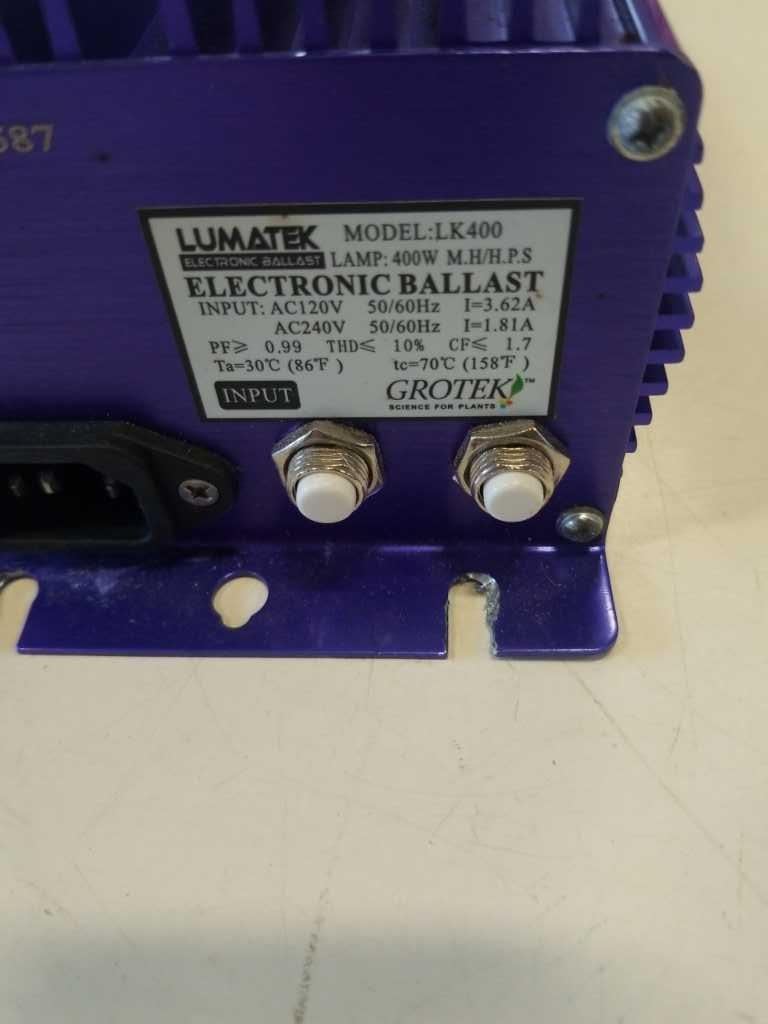 687
LUMATEK MODEL:LK400
ELECTRONIC BALLAST LAMP: 400W M.H/H.P.S
ELECTRONIC BALLAST
INPUT: AC120V 50/60Hz I=3.62A
AC240V 50/60Hz I=1.81A
PF≥ 0.99 THD≤ 10% CF≤ 1.7
Ta=30℃ (86℉ ) tc=70℃ (158℉ )
INPUT GROTEK™
SCIENCE FOR PLANTS